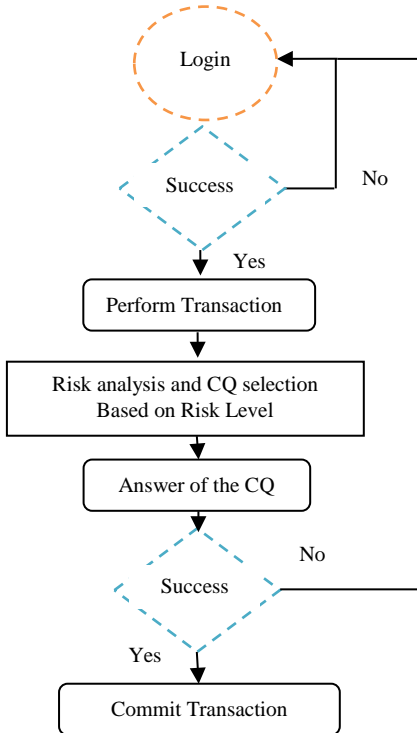 Login
Success
No
Yes
Perform Transaction
Risk analysis and CQ selection
Based on Risk Level
Answer of the CQ
No
Success
Yes
Commit Transaction